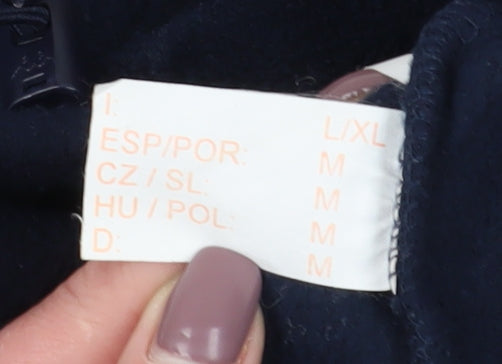 I: L/XL
ESP/POR: M
CZ / SL: M
HU / POL: M
D: M